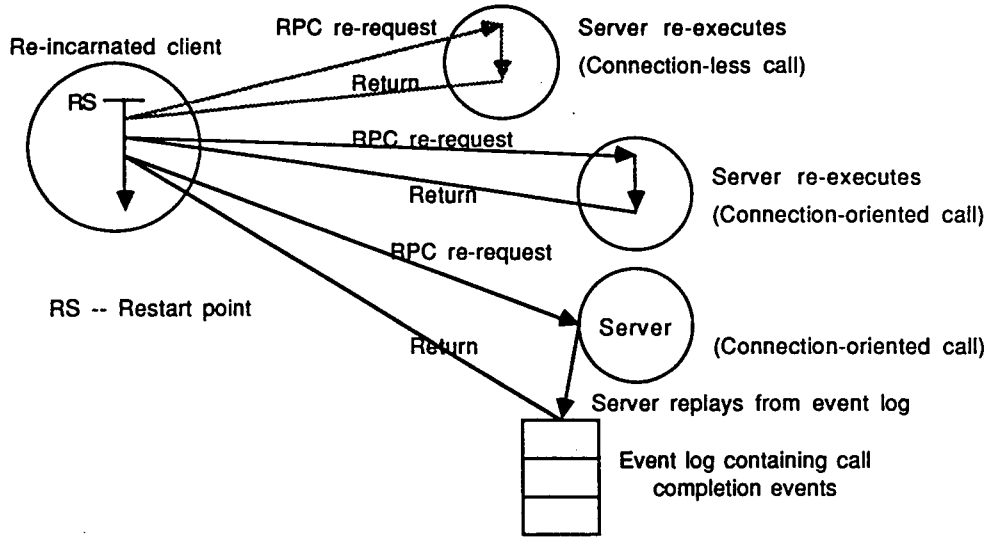 RPC re-request
Server re-executes
(Connection-less call)
Re-incarnated client
Return
RS
RPC re-request
Server re-executes
(Connection-oriented call)
Return
RPC re-request
RS -- Restart point
Server
(Connection-oriented call)
Return
Server replays from event log
Event log containing call
completion events